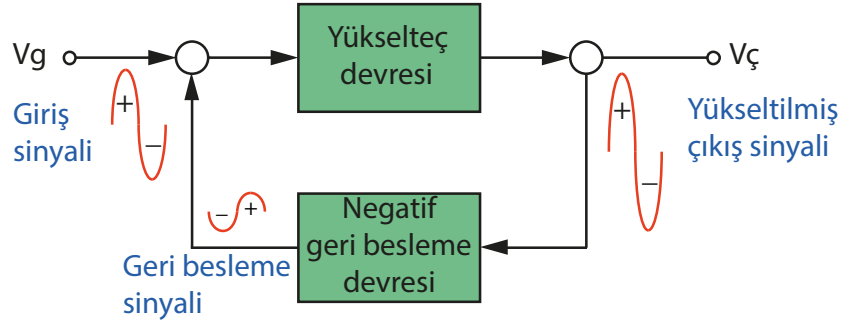 Vg
Giriş
sinyali
+
−
Yükselteç
devresi
Vç
Yükseltilmiş
çıkış sinyali
+
−
Negatif
geri besleme
devresi
− +
Geri besleme
sinyali